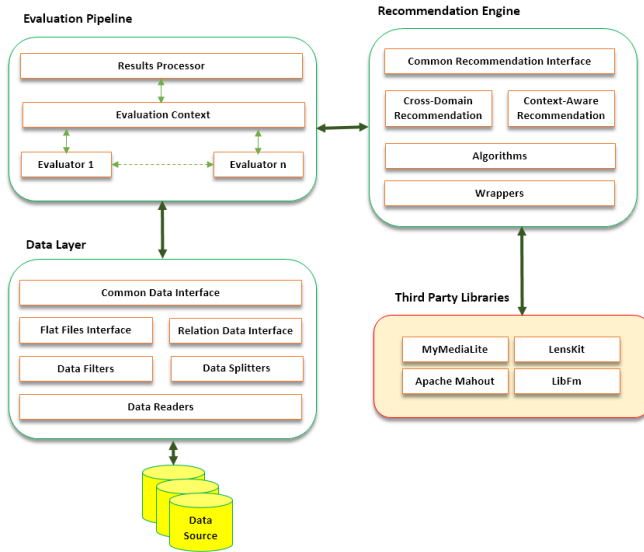 Evaluation Pipeline
Results Processor
Evaluation Context
Evaluator 1
Evaluator n
Recommendation Engine
Common Recommendation Interface
Cross-Domain
Recommendation
Context-Aware
Recommendation
Algorithms
Wrappers
Data Layer
Common Data Interface
Flat Files Interface
Relation Data Interface
Data Filters
Data Splitters
Data Readers
Third Party Libraries
MyMediaLite
LensKit
Apache Mahout
LibFm
Data
Source